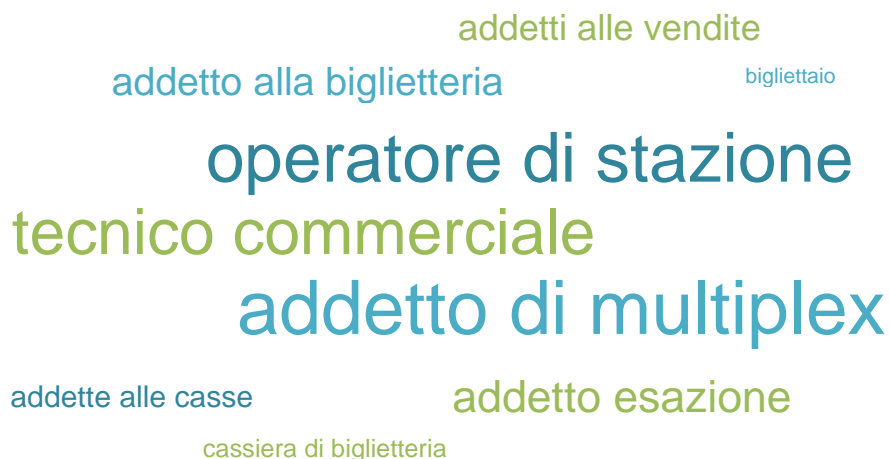 addetti alle vendite
addetto alla biglietteria
bigliettaio
operatore di stazione
tecnico commerciale
addetto di multiplex
addette alle casse
addetto esazione
cassiera di biglietteria